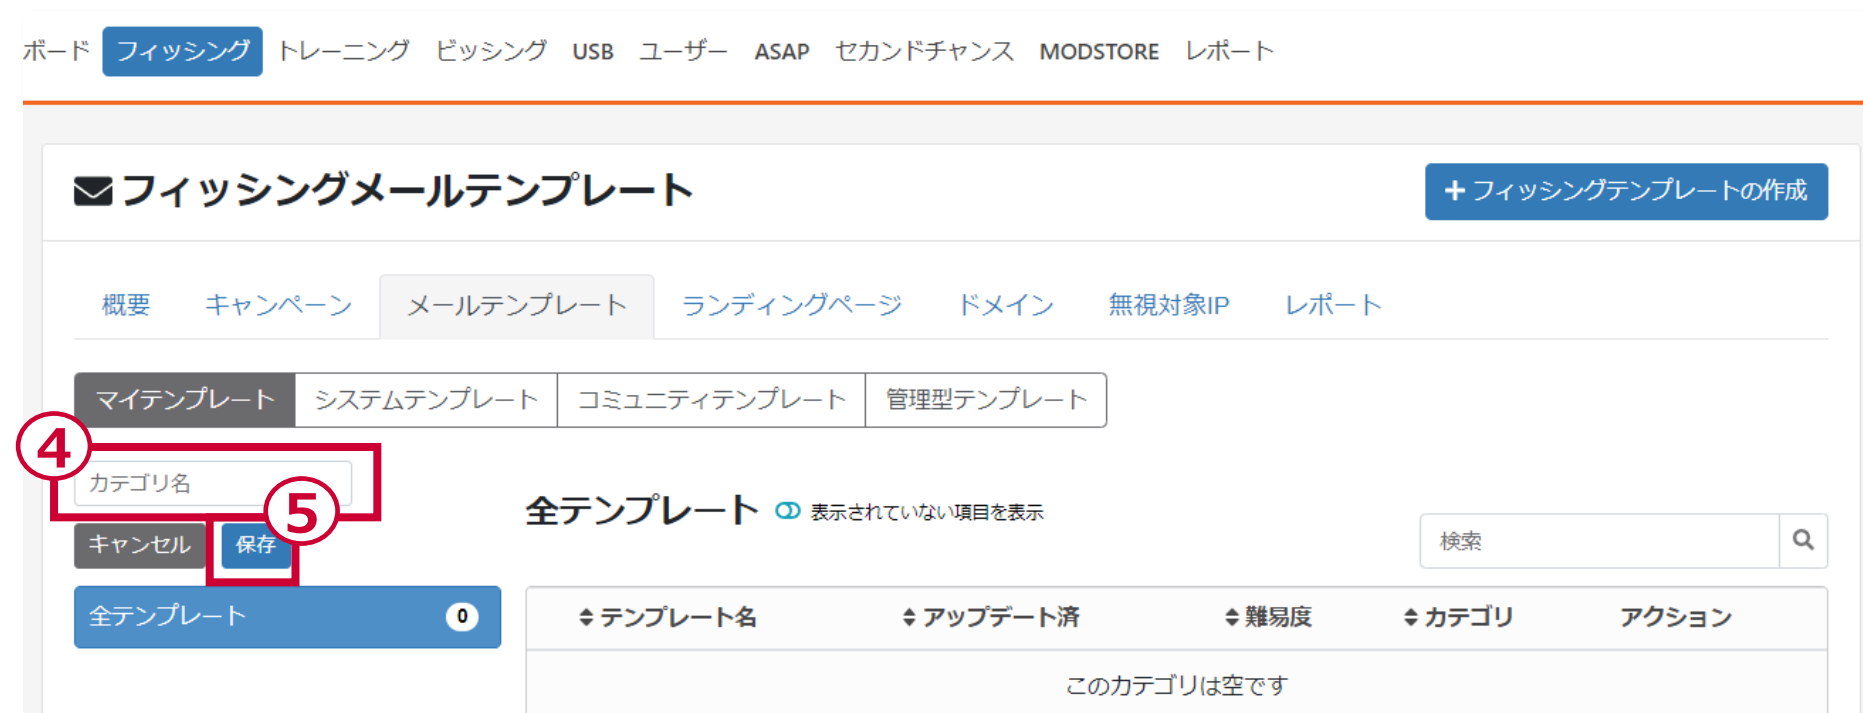 ボード フィッシング トレーニング ビッシング USB ユーザー ASAP セカンドチャンス MODSTORE レポート
フィッシングメールテンプレート
+ フィッシングテンプレートの作成
概要 キャンペーン メールテンプレート ランディングページ ドメイン 無視対象IP レポート
マイテンプレート システムテンプレート コミュニティテンプレート 管理型テンプレート
④
カテゴリ名
⑤
全テンプレート 表示されていない項目を表示
キャンセル 保存
検索
全テンプレート 0
テンプレート名 アップデート済 難易度 カテゴリ アクション
このカテゴリは空です